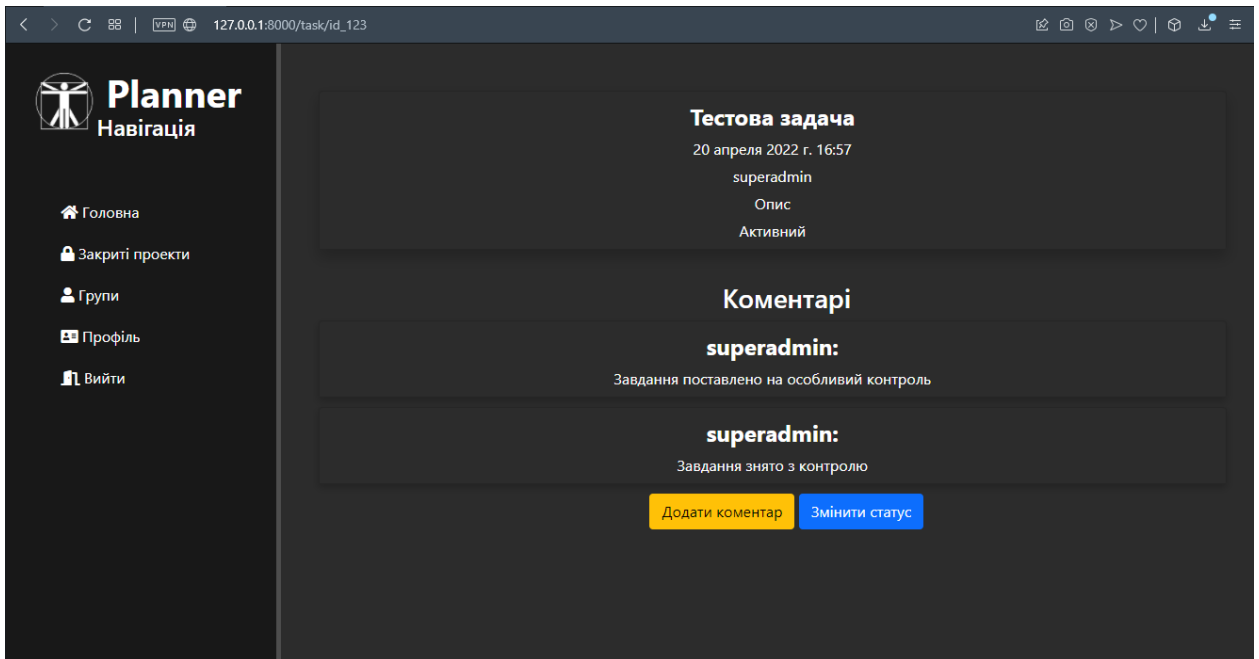 VPN 127.0.0.1:8000/task/id_123
Planner
Навігація
Головна
Закриті проекти
Групи
Профіль
Вийти
Тестова задача
20 апреля 2022 г. 16:57
superadmin
Опис
Активний
Коментарі
superadmin:
Завдання поставлено на особливий контроль
superadmin:
Завдання знято з контролю
Додати коментар Змінити статус